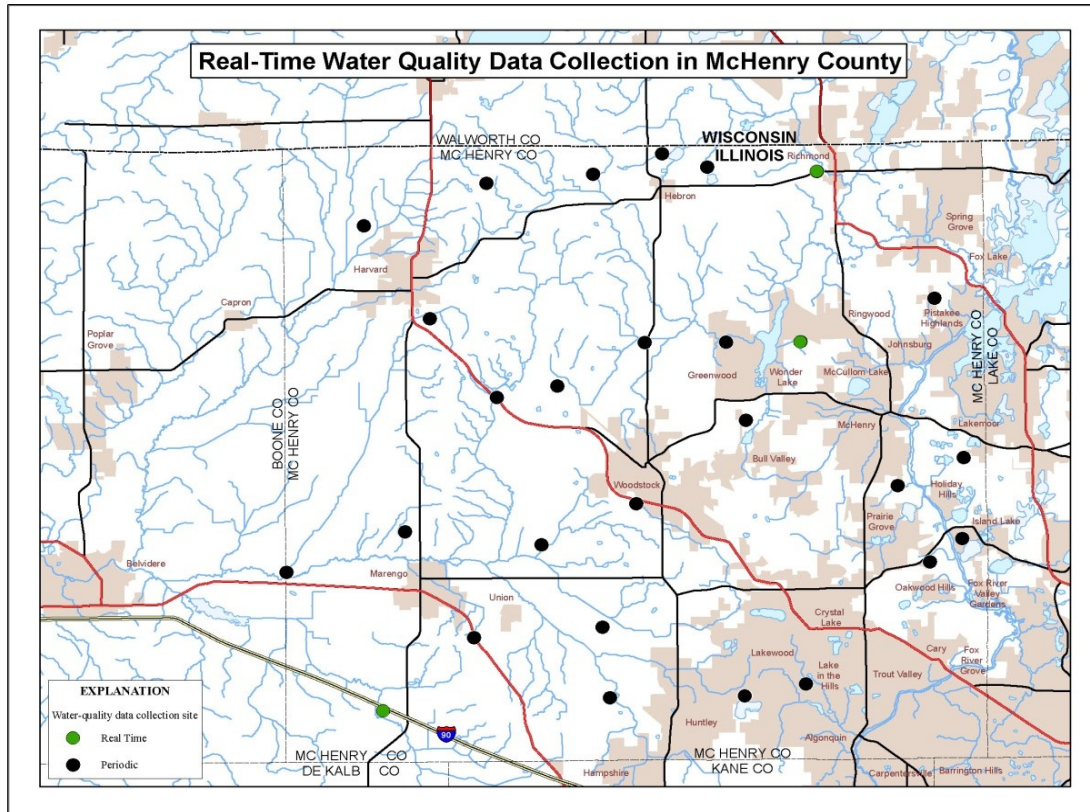 Real-Time Water Quality Data Collection in McHenry County
WALWORTH CO
MC HENRY CO
WISCONSIN
ILLINOIS
Richmond
Hebron
Spring
Grove
Fox Lake
Harvard
Capron
Poplar
Grove
Ringwood
Pistakee
Highlands
Johnsburg
MC HENRY CO
LAKE CO
Greenwood
Wonder
Lake
McCullom Lake
McHenry
Lakemoor
BOONE CO
MC HENRY CO
Bull Valley
Woodstock
Holiday
Hills
Prairie
Grove
Island Lake
Belvidere
Marengo
Union
Oakwood Hills
Fox River
Valley
Gardens
Crystal
Lake
Lakewood
Lake
in the
Hills
Cary
Fox
River
Grove
Trout Valley
Huntley
Algonquin
EXPLANATION
Water-quality data collection site
Real Time
Periodic
90
MC HENRY CO
DE KALB CO
MC HENRY CO
KANE CO
Hampshire
Carpentersville
Barrington Hills